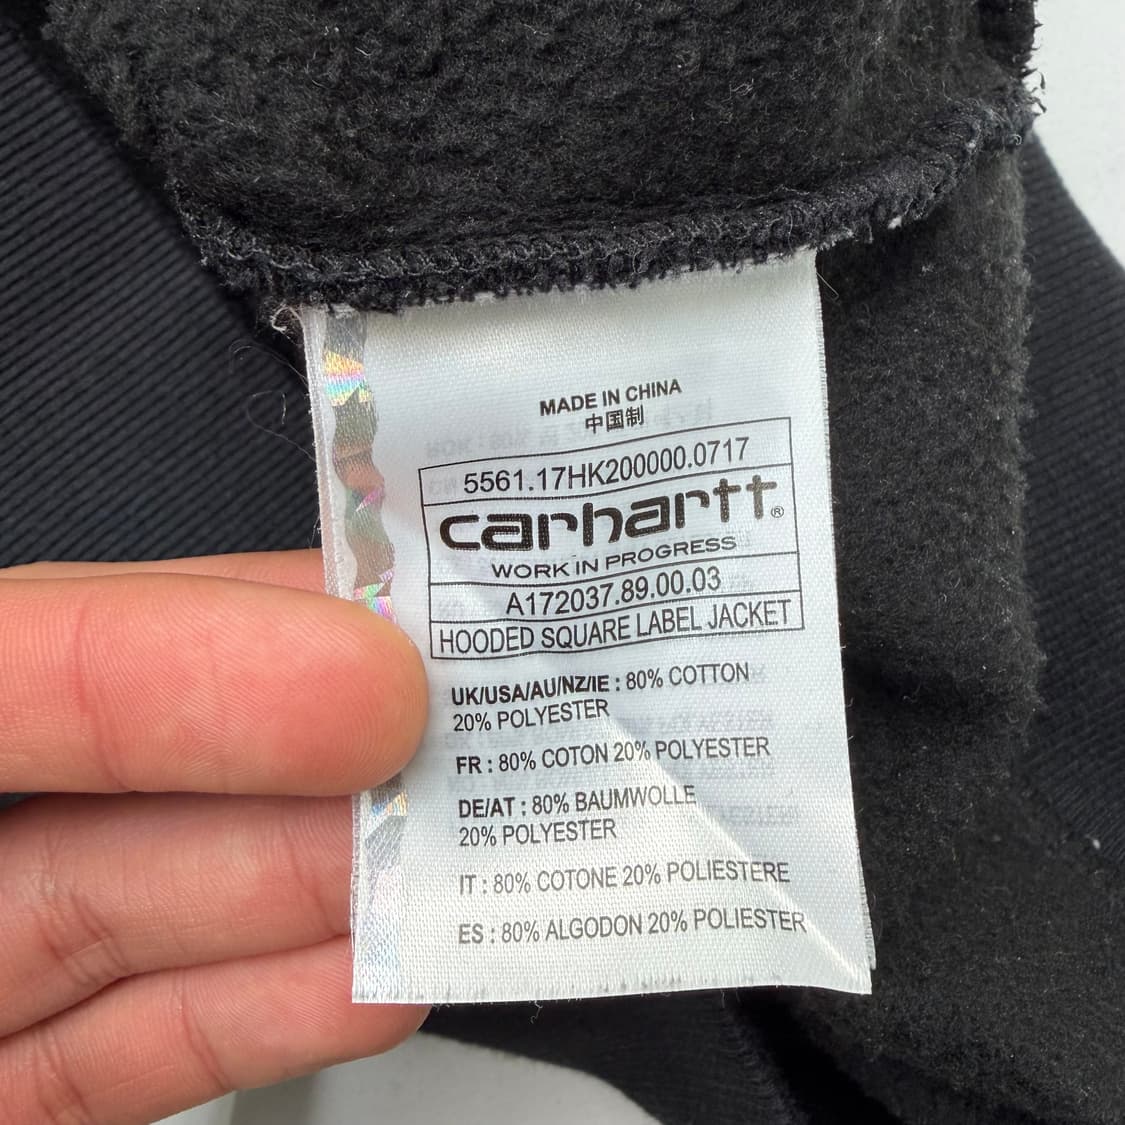 MADE IN CHINA
中国制
5561.17HK200000.0717
carhartt®
WORK IN PROGRESS
A172037.89.00.03
HOODED SQUARE LABEL JACKET
UK/USA/AU/NZ/IE : 80% COTTON
20% POLYESTER
FR : 80% COTON 20% POLYESTER
DE/AT : 80% BAUMWOLLE
20% POLYESTER
IT : 80% COTONE 20% POLIESTERE
ES : 80% ALGODON 20% POLIESTER